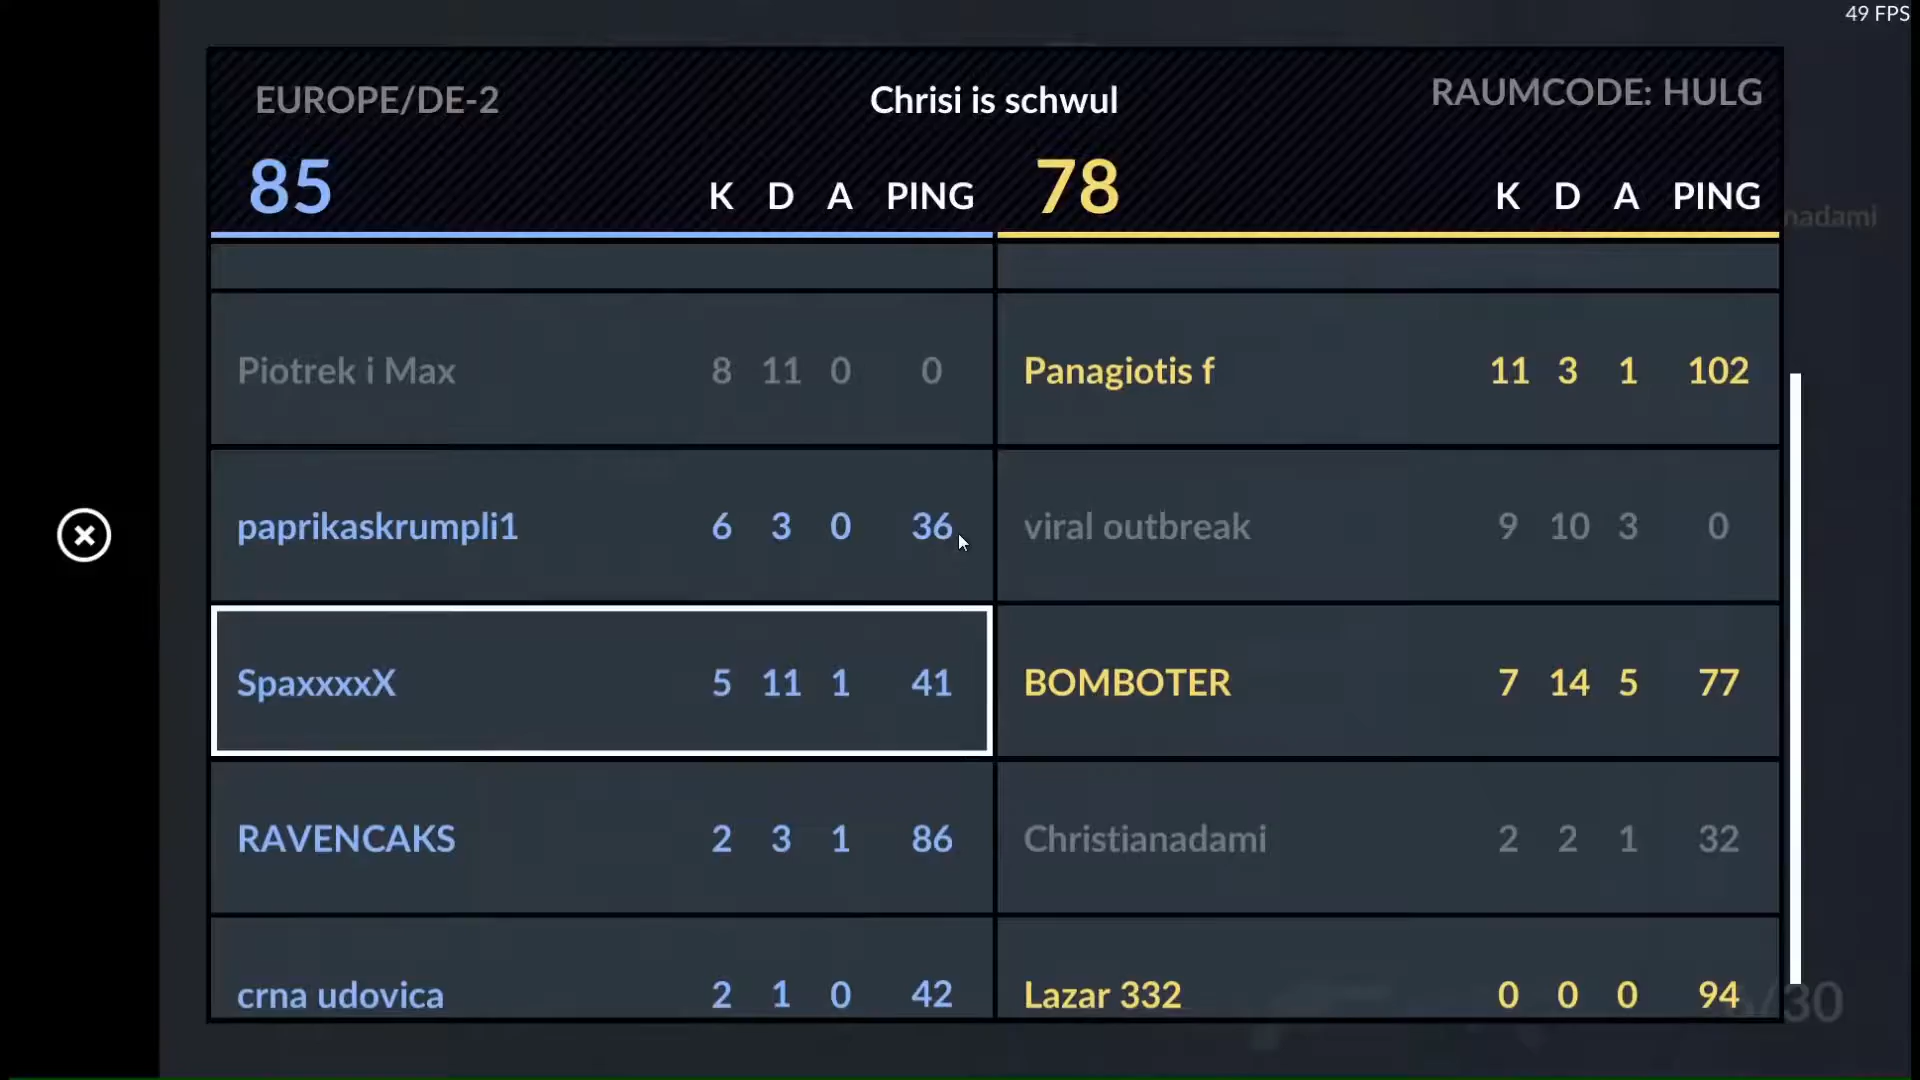 49 FPS
EUROPE/DE-2 Chrisi is schwul RAUMCODE: HULG
85 K D A PING 78 K D A PING
nadami
Piotrek i Max 8 11 0 0 Panagiotis f 11 3 1 102
paprikaskrumpli1 6 3 0 36 viral outbreak 9 10 3 0
SpaxxxxX 5 11 1 41 BOMBOTER 7 14 5 77
RAVENCAKS 2 3 1 86 Christianadami 2 2 1 32
crna udovica 2 1 0 42 Lazar 332 0 0 0 94
/30